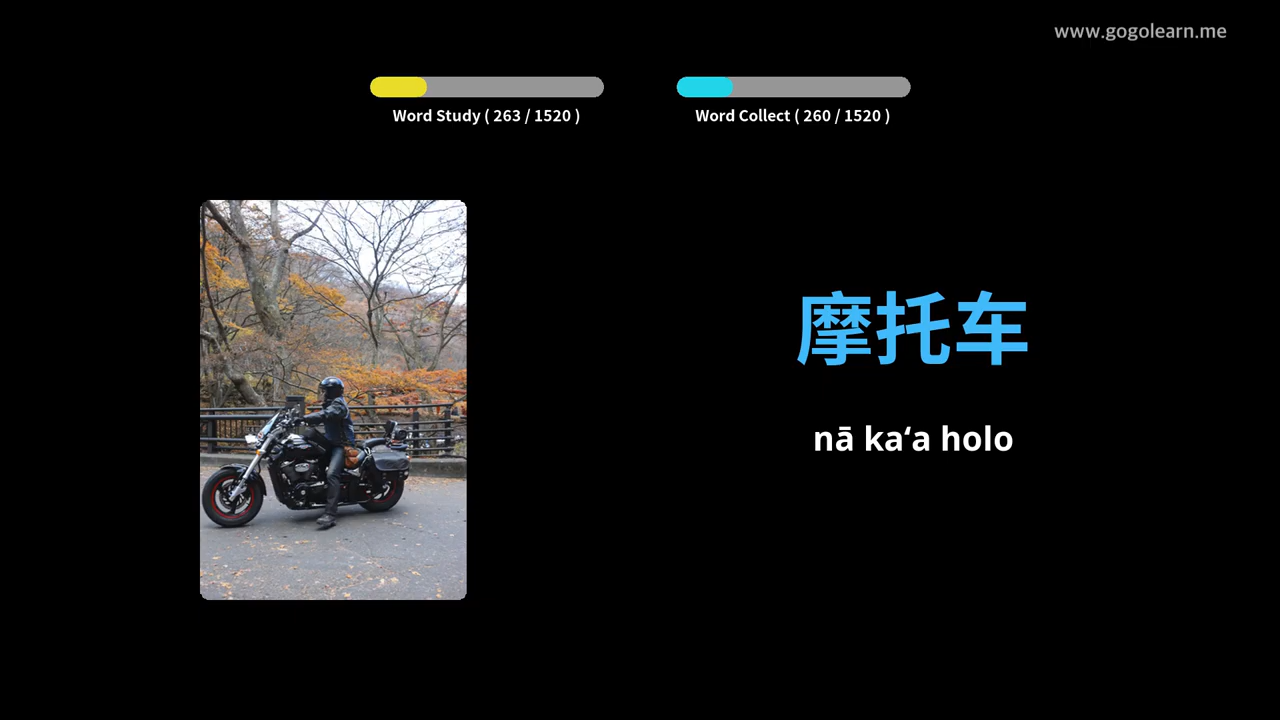 www.gogolearn.me
Word Study ( 263 / 1520 )
Word Collect ( 260 / 1520 )
摩托车
nā kaʻa holo